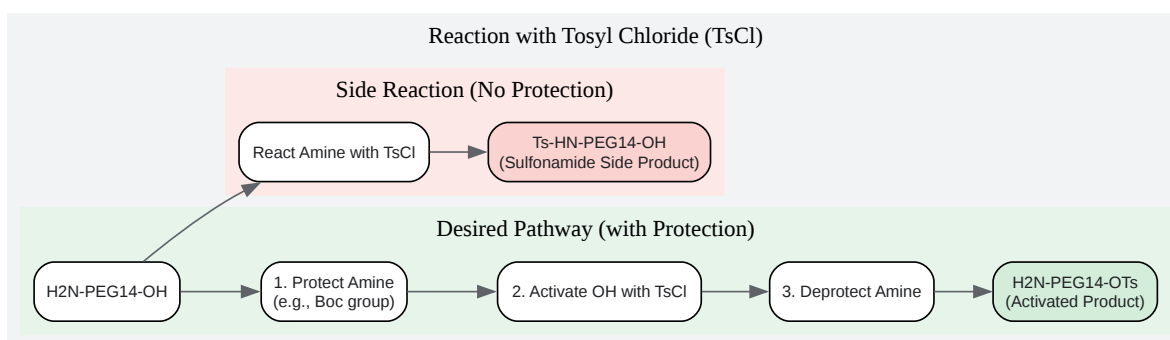 Reaction with Tosyl Chloride (TsCl)
Side Reaction (No Protection)
React Amine with TsCl
Ts-HN-PEG14-OH
(Sulfonamide Side Product)
Desired Pathway (with Protection)
H2N-PEG14-OH
1. Protect Amine
(e.g., Boc group)
2. Activate OH with TsCl
3. Deprotect Amine
H2N-PEG14-OTs
(Activated Product)